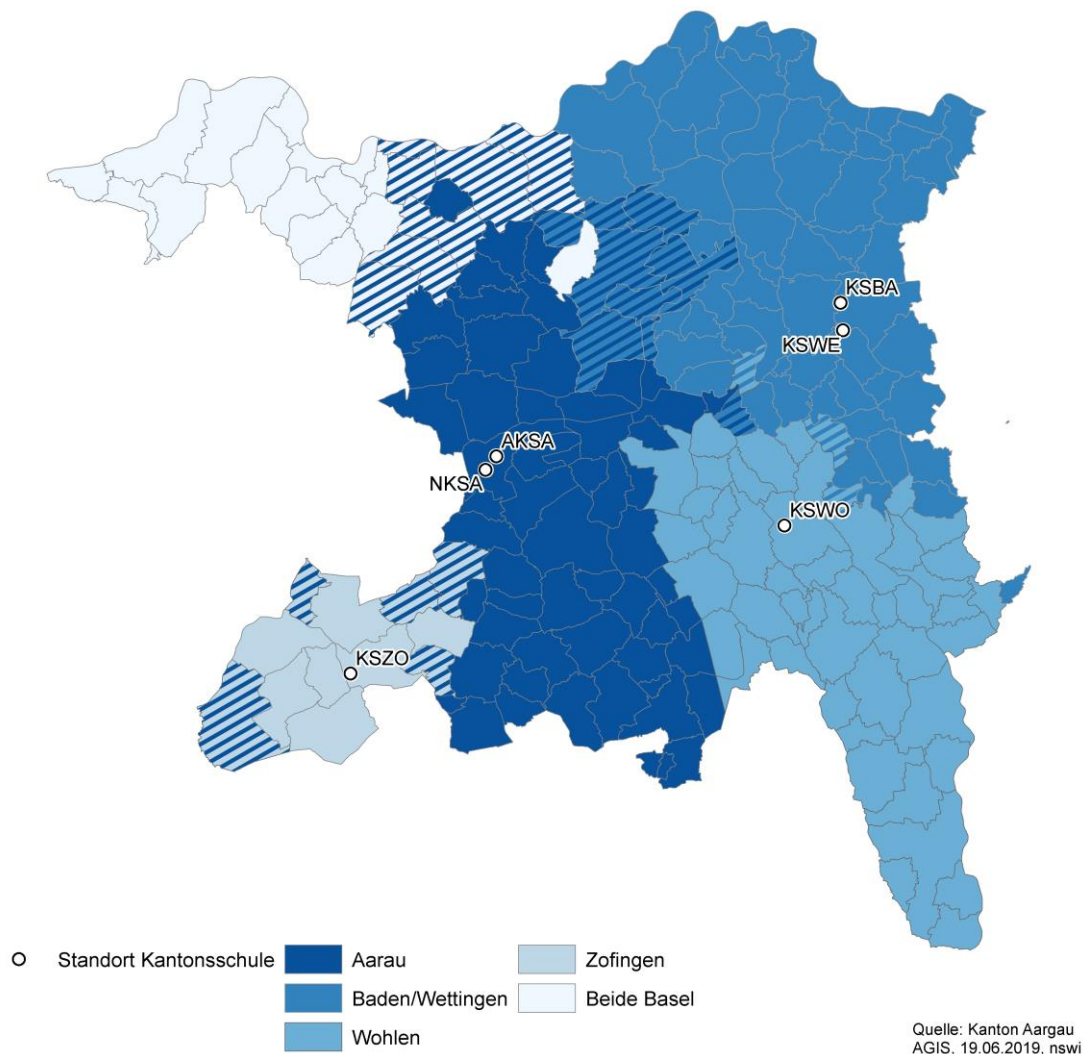 KSBA
KSWE
AKSA
NKSA
KSWO
KSZO
Standort Kantonsschule
Aarau
Baden/Wettingen
Wohlen
Zofingen
Beide Basel
Quelle: Kanton Aargau
AGIS, 19.06.2019, nswi